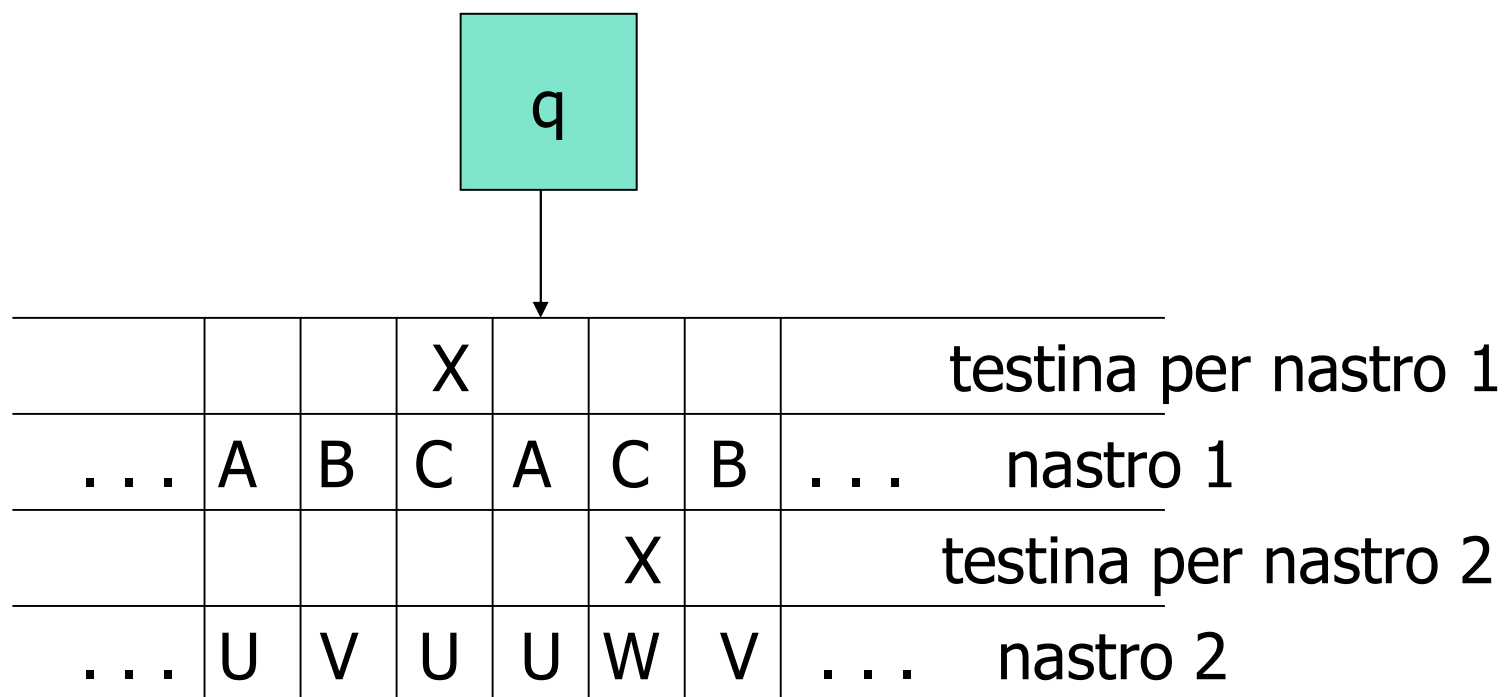 q
X testina per nastro 1
. . . A B C A C B . . . nastro 1
X testina per nastro 2
. . . U V U U W V . . . nastro 2